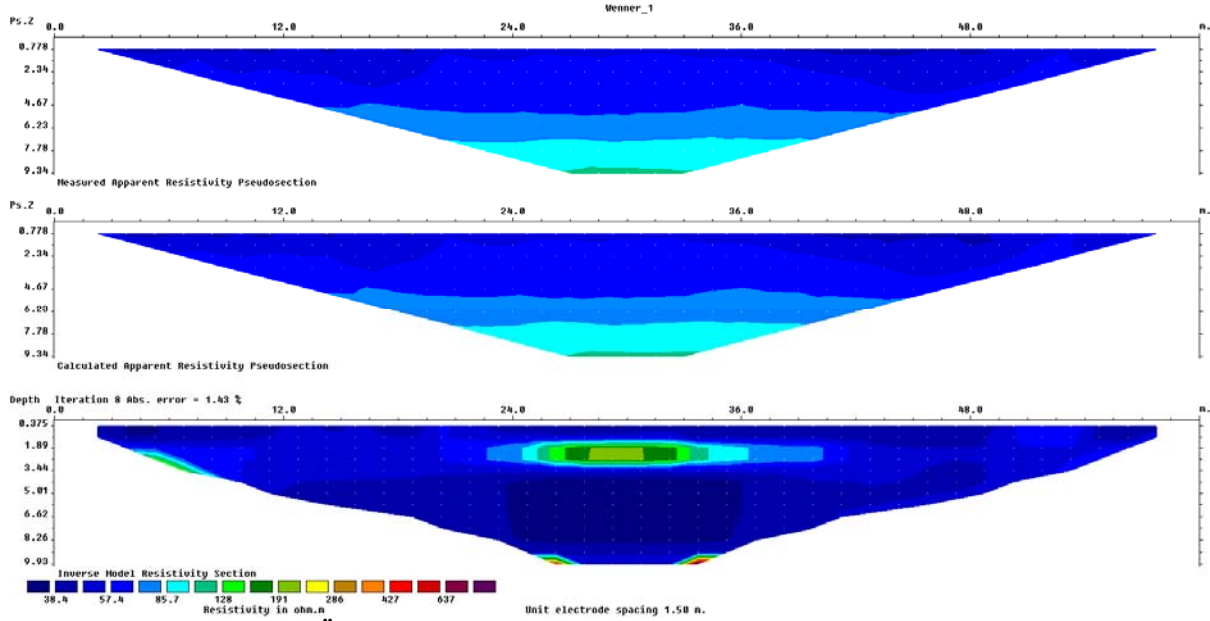 Wenner_1
Ps.Z 0.0 12.0 24.0 36.0 48.0 m.
0.778
2.34
4.67
6.23
7.78
9.34
Measured Apparent Resistivity Pseudosection
Ps.Z 0.0 12.0 24.0 36.0 48.0 m.
0.778
2.34
4.67
6.20
7.78
9.34
Calculated Apparent Resistivity Pseudosection
Depth Iteration 8 Abs. error = 1.43 %
0.0 12.0 24.0 36.0 48.0 m.
0.375
1.89
3.44
5.01
6.62
8.26
9.93
Inverse Model Resistivity Section
38.4 57.4 85.7 128 191 286 427 637
Resistivity in ohm.m Unit electrode spacing 1.50 m.